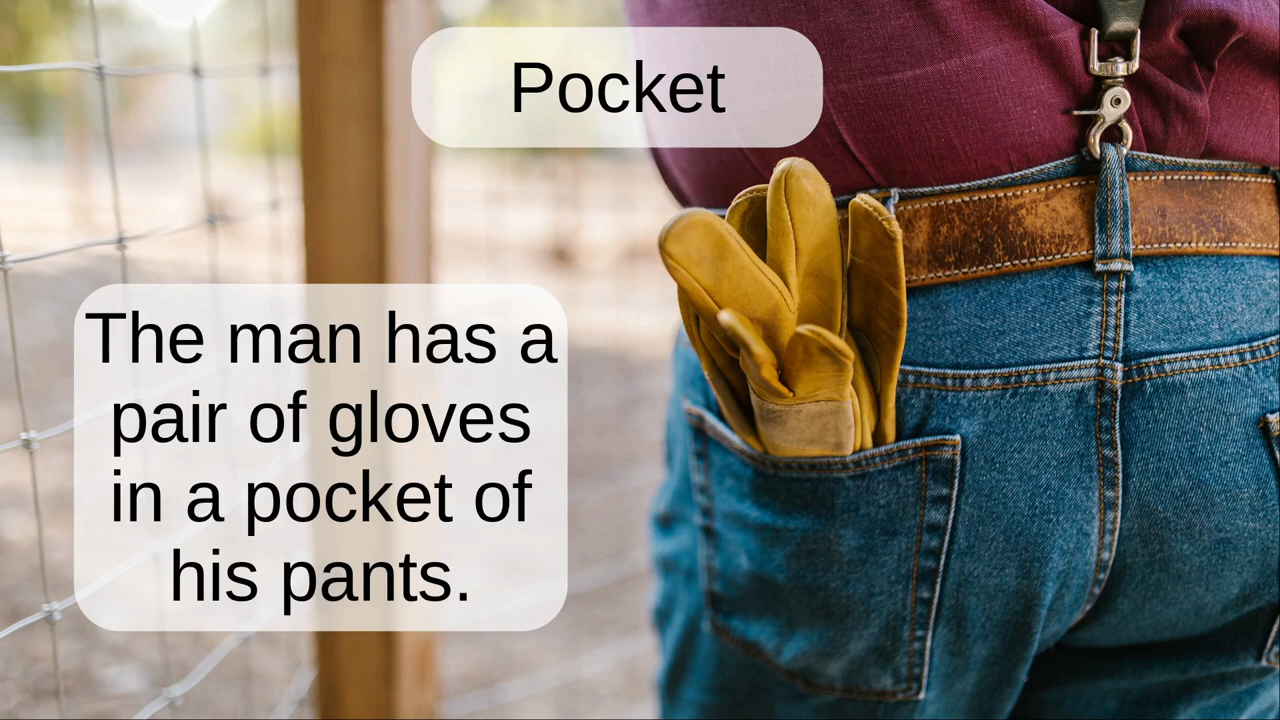 Pocket
The man has a
pair of gloves
in a pocket of
his pants.